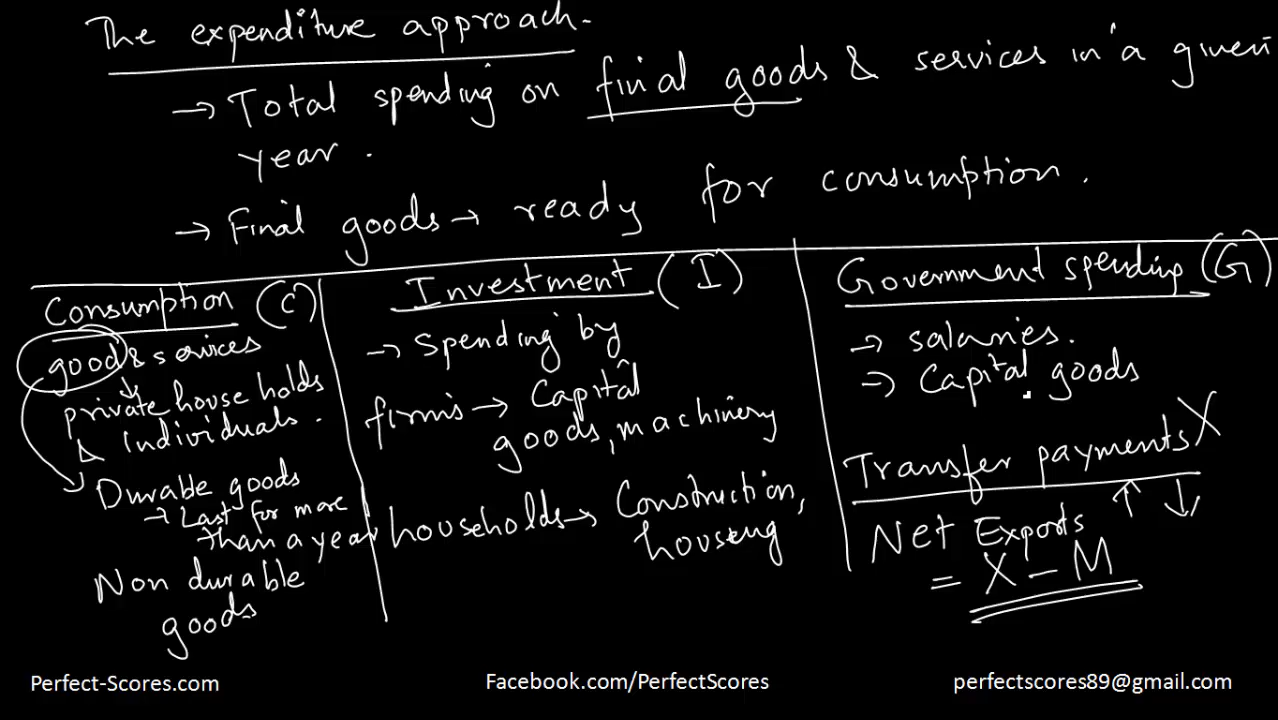 The expenditure approach.
→ Total spending on final goods & services in a given
year.
→ Final goods → ready for consumption.
Consumption (C)
goods & services
private house holds
& individuals.
Durable goods
→ Last for more
than a year
Non durable
goods
Investment (I)
→ Spending by
firms → Capital
goods, machinery
households → Construction,
housing
Government spending (G)
→ salaries.
→ Capital goods
Transfer payments X
↑ ↓
Net Exports
= X - M
Perfect-Scores.com
Facebook.com/PerfectScores
perfectscores89@gmail.com